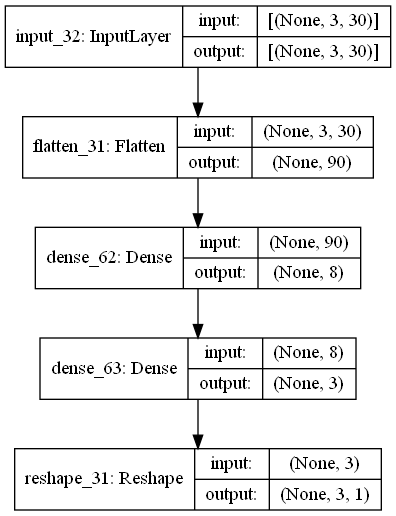 input_32: InputLayer
input:
[(None, 3, 30)]
output:
[(None, 3, 30)]
flatten_31: Flatten
input:
(None, 3, 30)
output:
(None, 90)
dense_62: Dense
input:
(None, 90)
output:
(None, 8)
dense_63: Dense
input:
(None, 8)
output:
(None, 3)
reshape_31: Reshape
input:
(None, 3)
output:
(None, 3, 1)